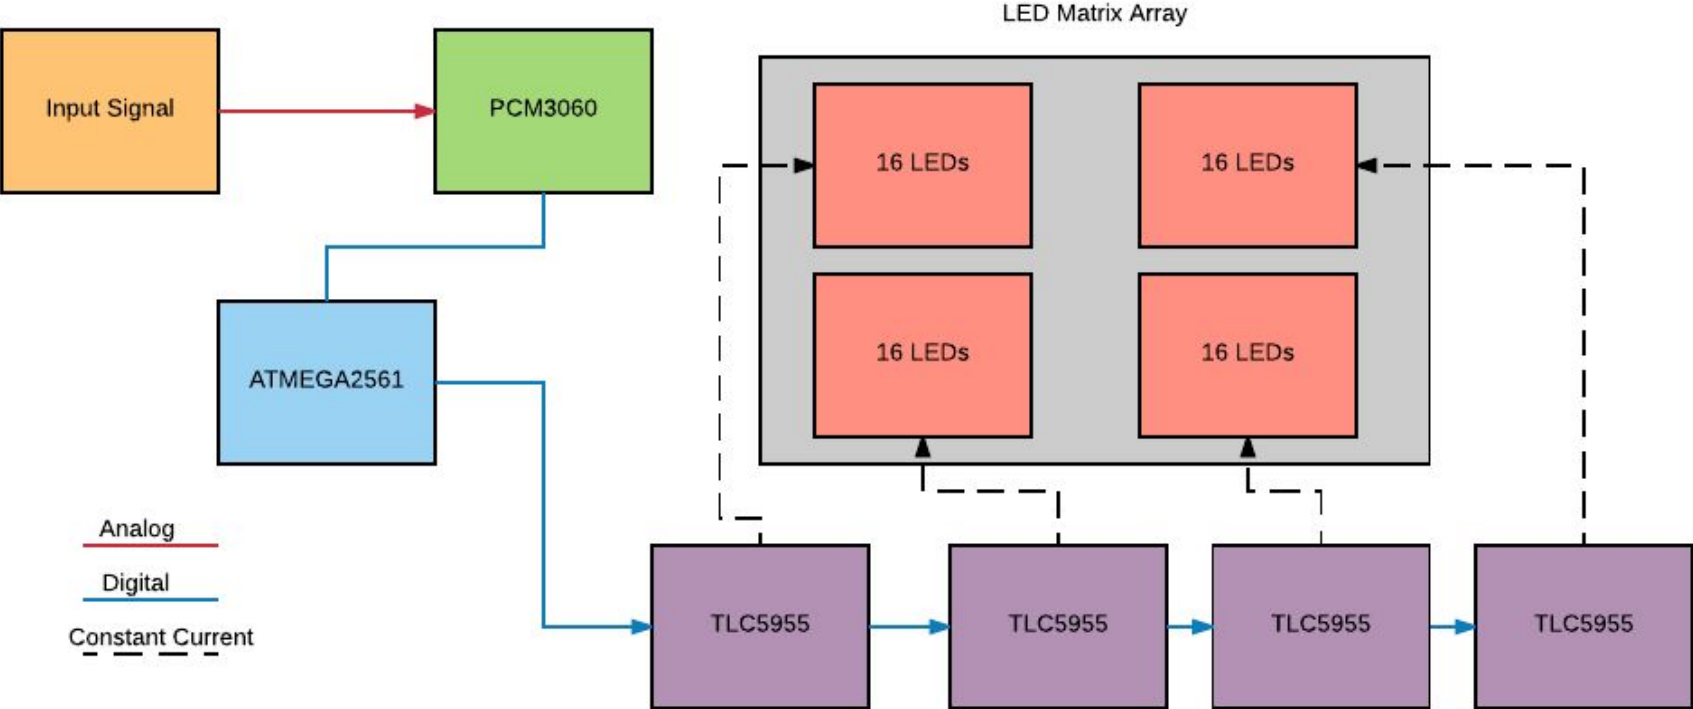 LED Matrix Array
Input Signal
PCM3060
16 LEDs
16 LEDs
16 LEDs
16 LEDs
ATMEGA2561
Analog
Digital
Constant Current
TLC5955
TLC5955
TLC5955
TLC5955